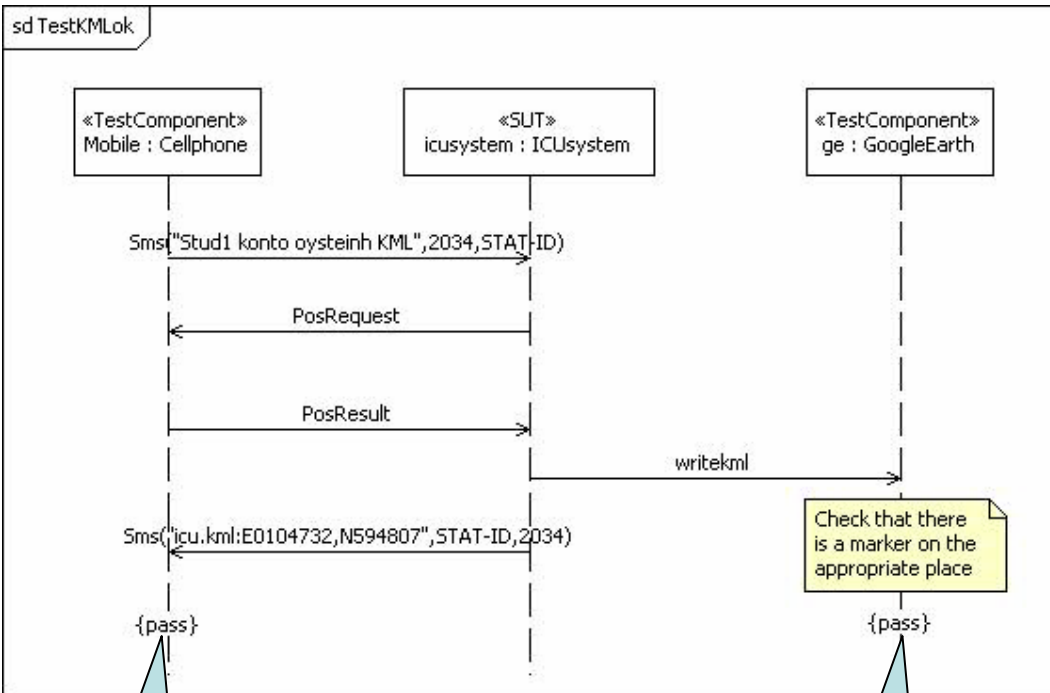 sd TestKMLok
«TestComponent»
Mobile : Cellphone
«SUT»
icusystem : ICUsystem
«TestComponent»
ge : GoogleEarth
Sms("Stud1 konto oysteinh KML",2034,STAT-ID)
PosRequest
PosResult
writekml
Sms("icu.kml:E0104732,N594807",STAT-ID,2034)
Check that there
is a marker on the
appropriate place
{pass}
{pass}